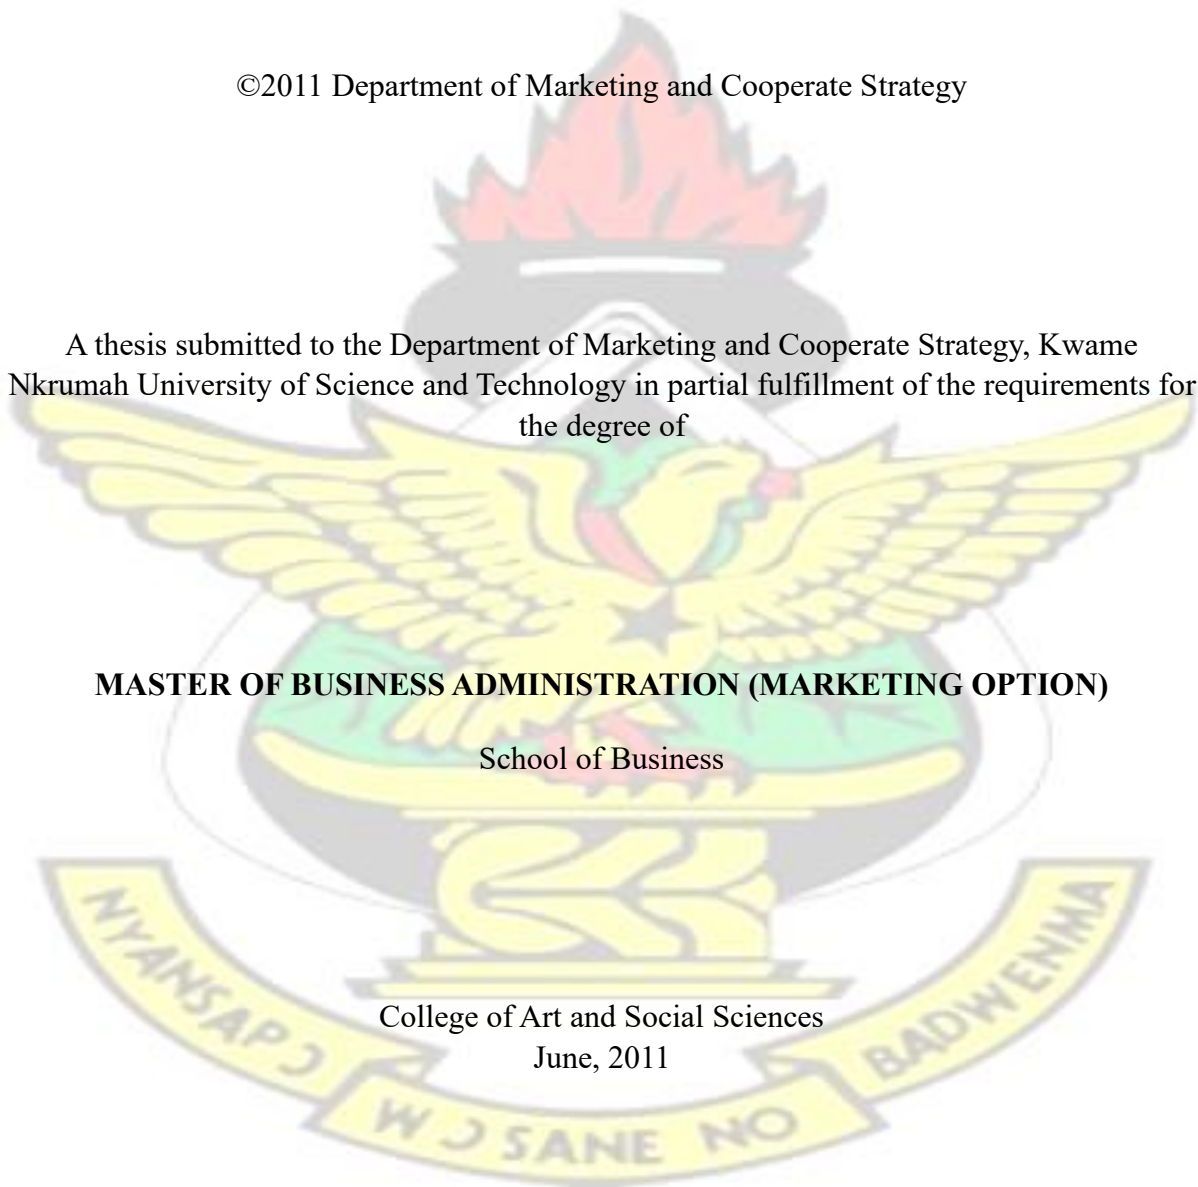 ©2011 Department of Marketing and Cooperate Strategy
A thesis submitted to the Department of Marketing and Cooperate Strategy, Kwame
Nkrumah University of Science and Technology in partial fulfillment of the requirements for
the degree of
MASTER OF BUSINESS ADMINISTRATION (MARKETING OPTION)
School of Business
College of Art and Social Sciences
June, 2011
NYANSAPƆ
WƆSANE NO
BADWENMA